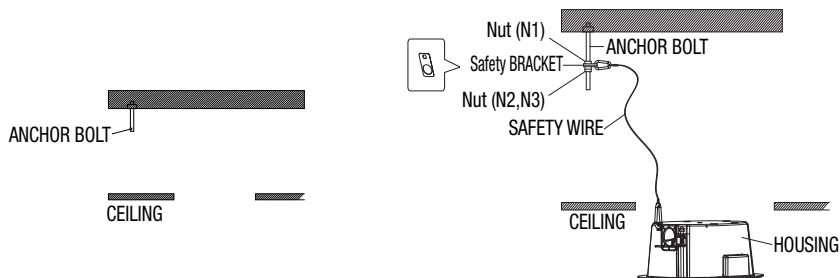 ANCHOR BOLT
CEILING
Nut (N1)
ANCHOR BOLT
Safety BRACKET
Nut (N2,N3)
SAFETY WIRE
CEILING
HOUSING